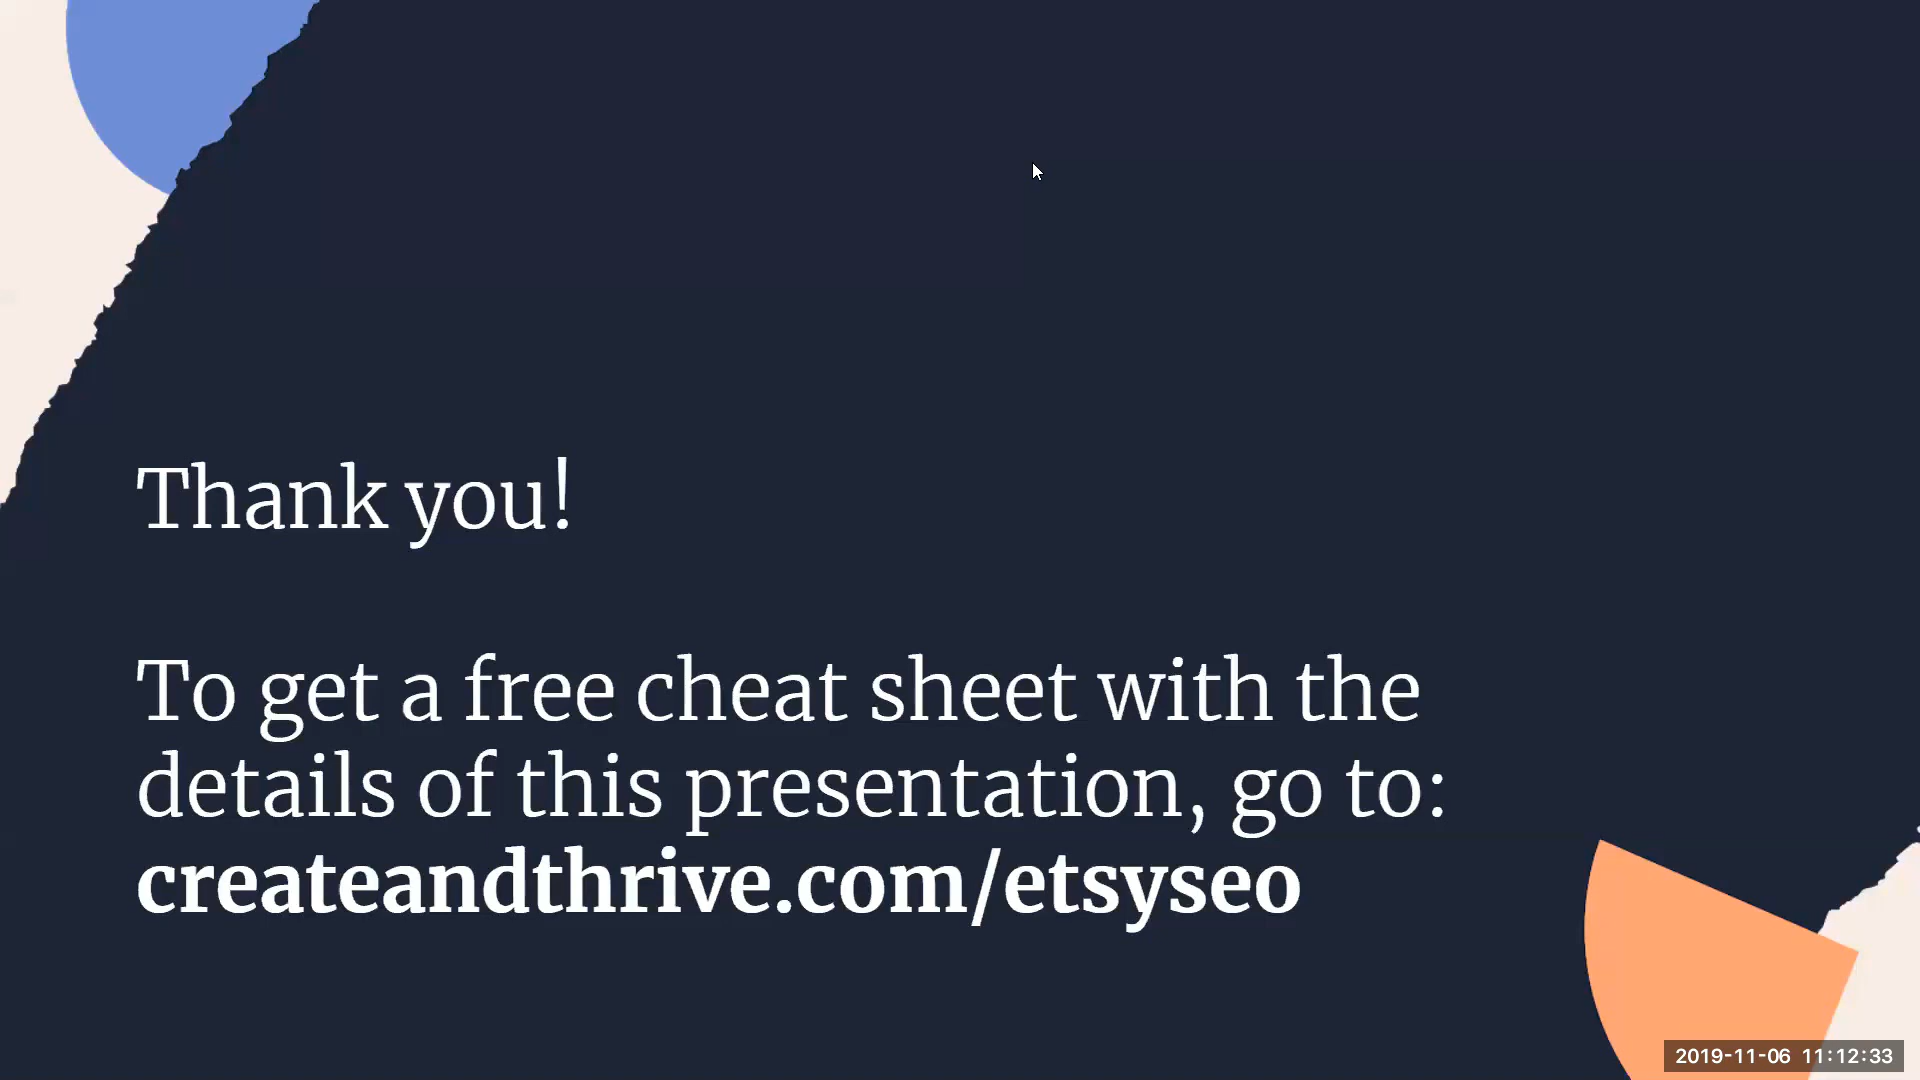 Thank you!
To get a free cheat sheet with the
details of this presentation, go to:
createandthrive.com/etsyseo
2019-11-06 11:12:33